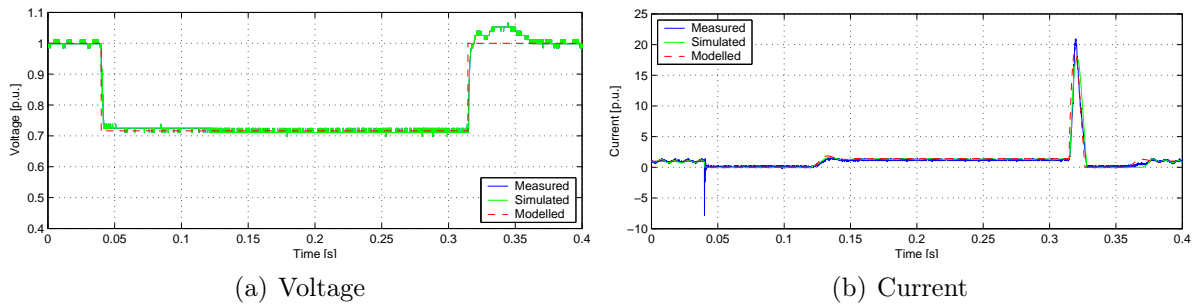 1.1
1
0.9
0.8
0.7
0.6
0.5
0.4
Voltage [p.u.]
Measured
Simulated
Modelled
0 0.05 0.1 0.15 0.2 0.25 0.3 0.35 0.4
Time [s]
(a) Voltage
25
20
15
10
5
0
−5
−10
Current [p.u.]
Measured
Simulated
Modelled
0 0.05 0.1 0.15 0.2 0.25 0.3 0.35 0.4
Time [s]
(b) Current